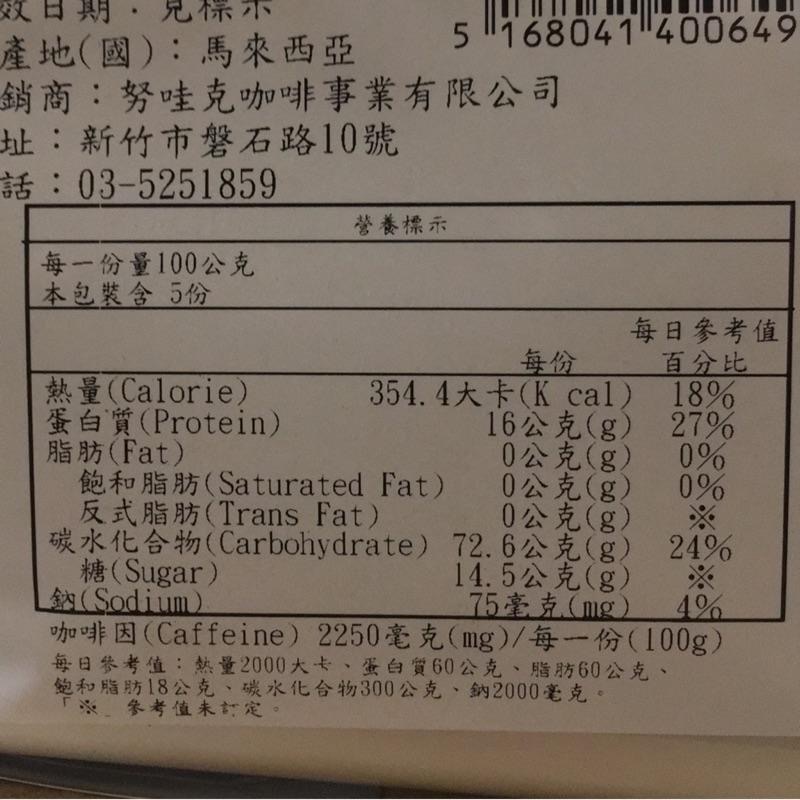 效日期：見標示
5 168041 400649
產地(國)：馬來西亞
銷商：努哇克咖啡事業有限公司
址：新竹市磐石路10號
話：03-5251859
營養標示
每一份量100公克
本包裝含 5份
每份 每日參考值百分比
熱量(Calorie) 354.4大卡(K cal) 18%
蛋白質(Protein) 16公克(g) 27%
脂肪(Fat) 0公克(g) 0%
飽和脂肪(Saturated Fat) 0公克(g) 0%
反式脂肪(Trans Fat) 0公克(g) ※
碳水化合物(Carbohydrate) 72.6公克(g) 24%
糖(Sugar) 14.5公克(g) ※
鈉(Sodium) 75毫克(mg) 4%
咖啡因(Caffeine) 2250毫克(mg)/每一份(100g)
每日參考值：熱量2000大卡、蛋白質60公克、脂肪60公克、
飽和脂肪18公克、碳水化合物300公克、鈉2000毫克。
「※_ 參考值未訂定。